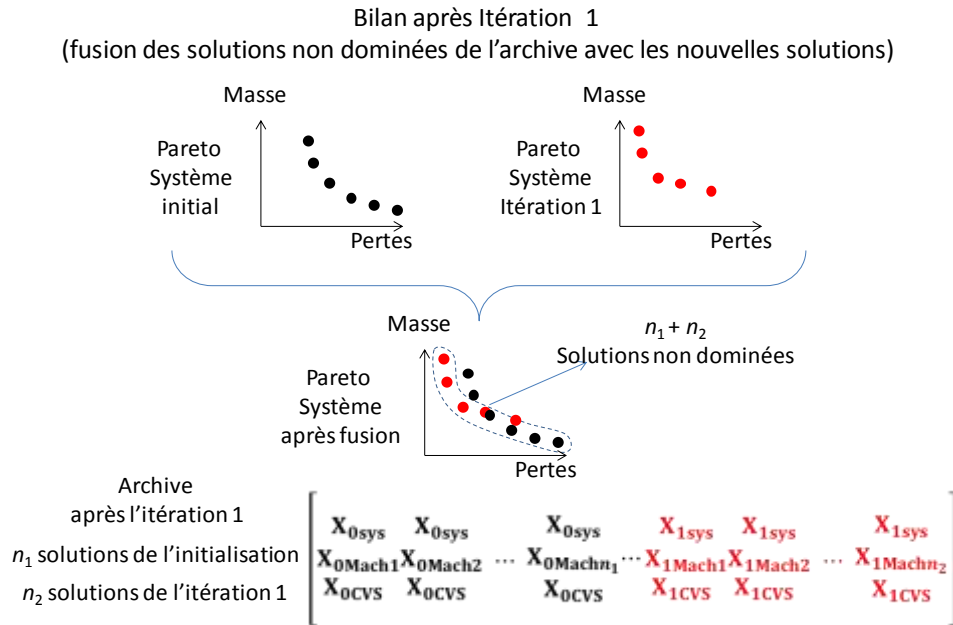 Bilan après Itération 1
(fusion des solutions non dominées de l'archive avec les nouvelles solutions)
Masse
Pareto
Système
initial
Pertes
Masse
Pareto
Système
Itération 1
Pertes
Masse
Pareto
Système
après fusion
Pertes
n₁ + n₂
Solutions non dominées
Archive
après l'itération 1
n₁ solutions de l'initialisation
n₂ solutions de l'itération 1
X₀sys X₀sys X₀sys X₁sys X₁sys X₁sys
X₀Mach1 X₀Mach2 ... X₀Machn₁ ... X₁Mach1 X₁Mach2 ... X₁Machn₂
X₀CVS X₀CVS X₀CVS X₁CVS X₁CVS X₁CVS